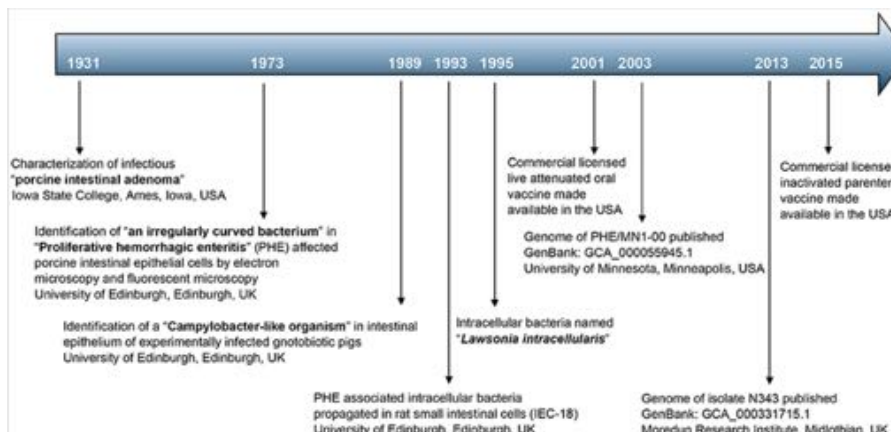 1931 1973 1989 1993 1995 2001 2003 2013 2015
Characterization of infectious
"porcine intestinal adenoma"
Iowa State College, Ames, Iowa, USA
Identification of "an irregularly curved bacterium" in
"Proliferative hemorrhagic enteritis" (PHE) affected
porcine intestinal epithelial cells by electron
microscopy and fluorescent microscopy
University of Edinburgh, Edinburgh, UK
Identification of a "Campylobacter-like organism" in intestinal
epithelium of experimentally infected gnotobiotic pigs
University of Edinburgh, Edinburgh, UK
PHE associated intracellular bacteria
propagated in rat small intestinal cells (IEC-18)
University of Edinburgh, Edinburgh, UK
Intracellular bacteria named
"Lawsonia intracellularis"
Commercial licensed
live attenuated oral
vaccine made
available in the USA
Genome of PHE/MN1-00 published
GenBank: GCA_000055945.1
University of Minnesota, Minneapolis, USA
Genome of isolate N343 published
GenBank: GCA_000331715.1
Moredun Research Institute, Midlothian, UK
Commercial license
inactivated parenter
vaccine made
available in the USA